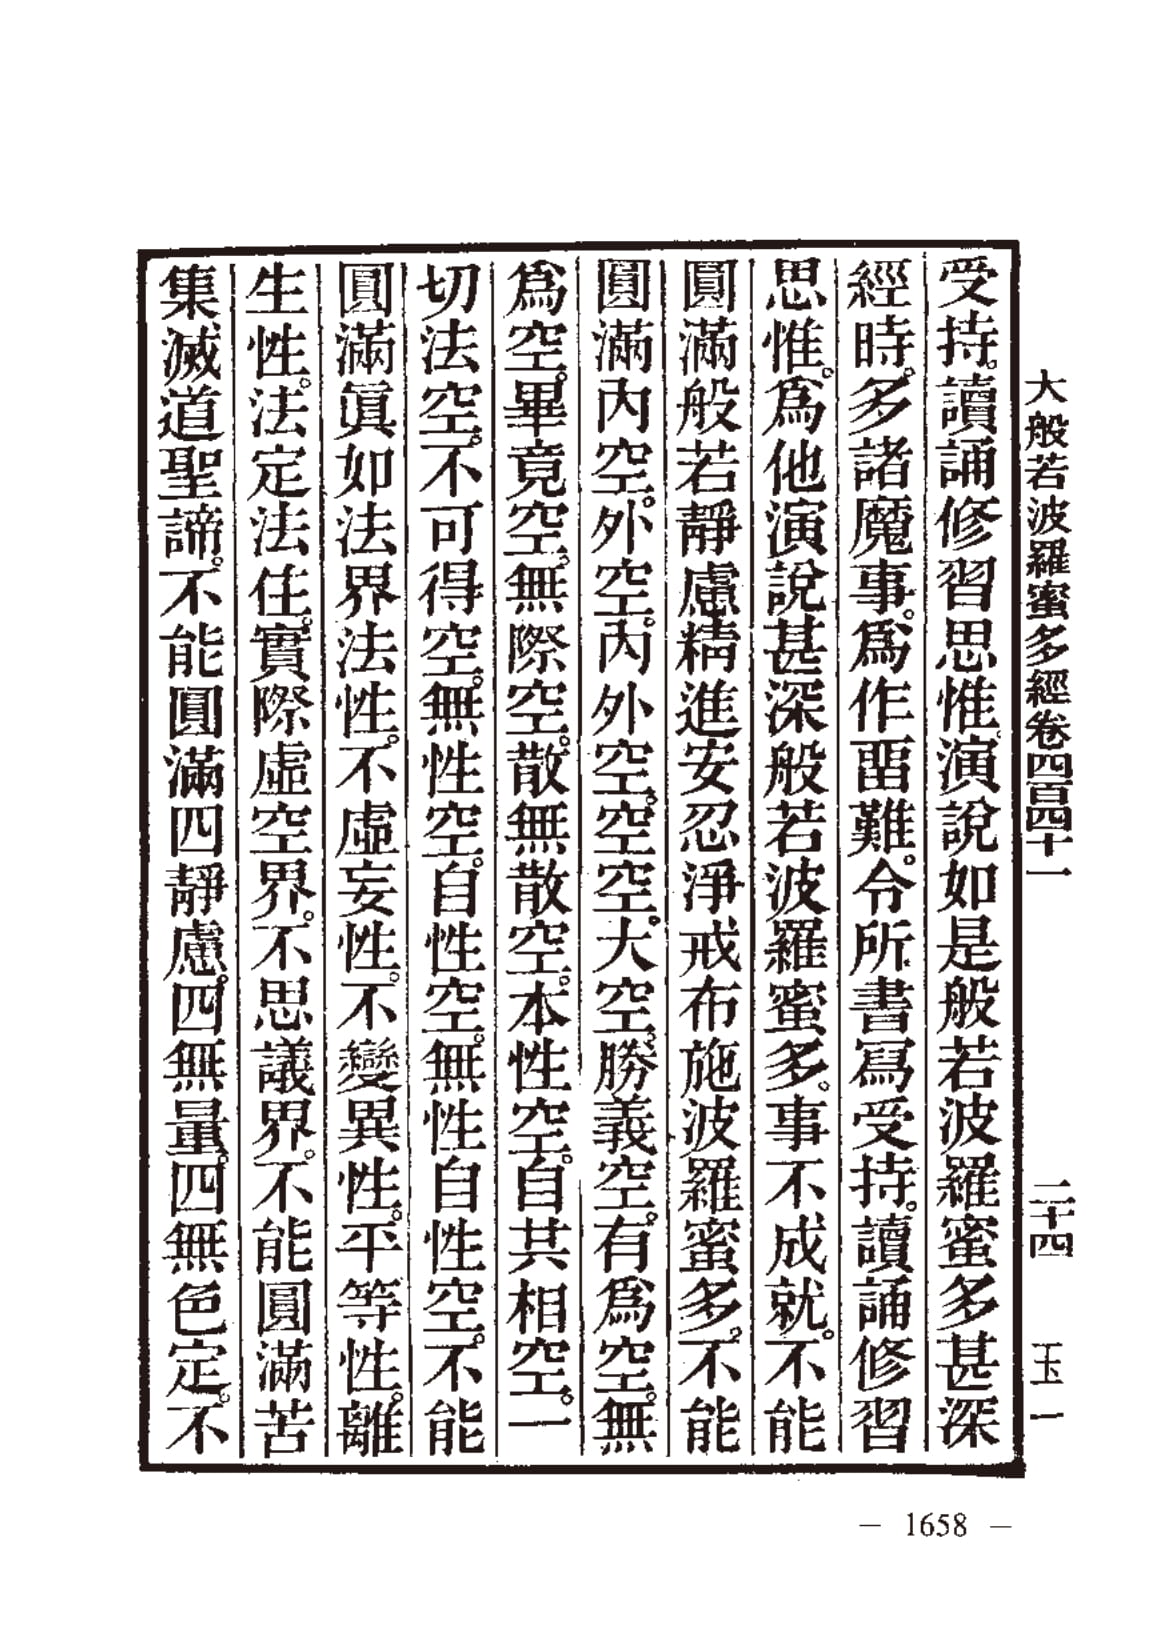 大般若波羅蜜多經卷四百四十一　二十四　玉一
受持。讀誦修習思惟。演說如是般若波羅蜜多甚深
經時。多諸魔事。爲作畱難。令所書寫受持。讀誦修習
思惟。爲他演說甚深般若波羅蜜多。事不成就。不能
圓滿般若靜慮精進安忍淨戒布施波羅蜜多。不能
圓滿內空。外空。內外空。空空。大空。勝義空。有爲空。無
爲空。畢竟空。無際空。散無散空。本性空。自共相空。一
切法空。不可得空。無性空。自性空。無性自性空。不能
圓滿眞如法界法性。不虛妄性。不變異性。平等性。離
生性。法定法住。實際虛空界。不思議界。不能圓滿苦
集滅道聖諦。不能圓滿四靜慮。四無量。四無色定。不
— 1658 —